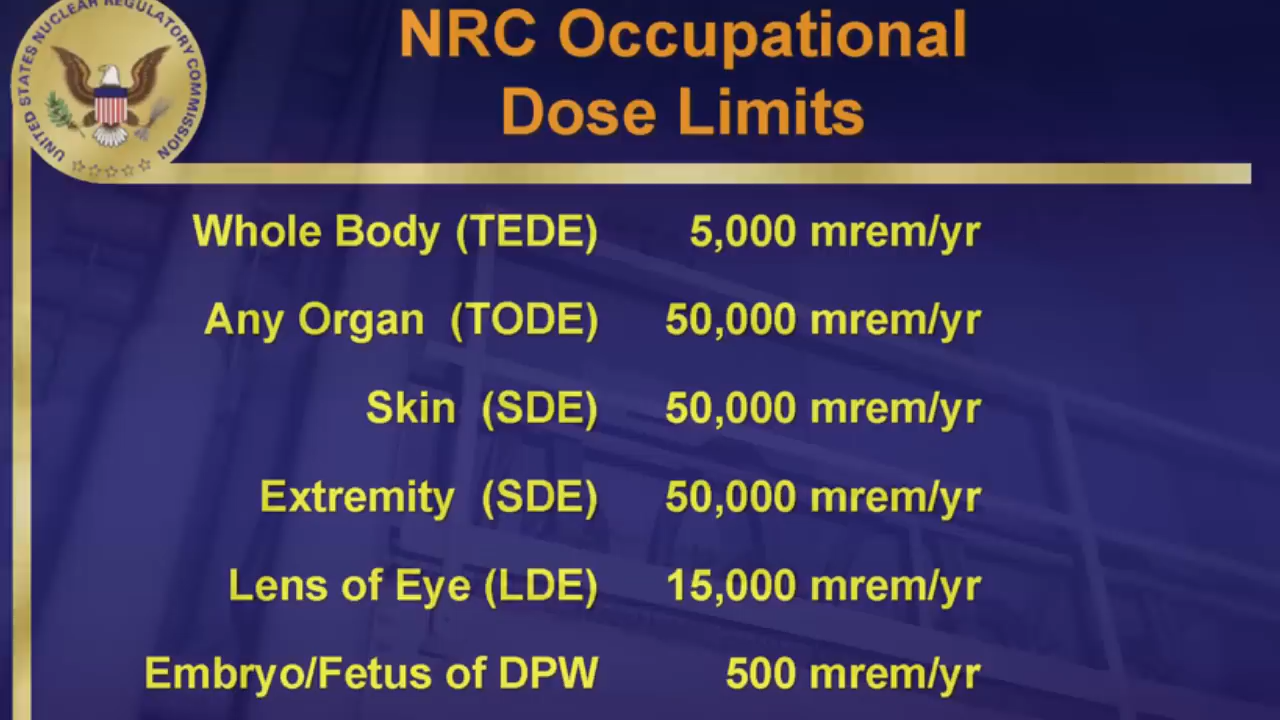 UNITED STATES NUCLEAR REGULATORY COMMISSION
NRC Occupational
Dose Limits
Whole Body (TEDE) 5,000 mrem/yr
Any Organ (TODE) 50,000 mrem/yr
Skin (SDE) 50,000 mrem/yr
Extremity (SDE) 50,000 mrem/yr
Lens of Eye (LDE) 15,000 mrem/yr
Embryo/Fetus of DPW 500 mrem/yr